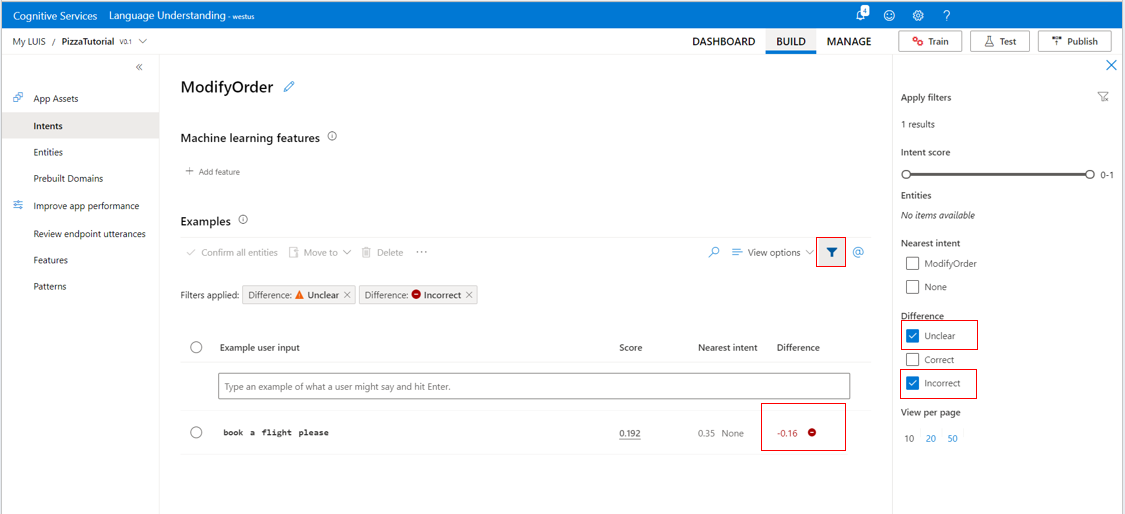 Cognitive Services Language Understanding - westus 4 ?
My LUIS / PizzaTutorial V0.1 DASHBOARD BUILD MANAGE Train Test Publish
«
App Assets
Intents
Entities
Prebuilt Domains
Improve app performance
Review endpoint utterances
Features
Patterns
ModifyOrder
Machine learning features
+ Add feature
Examples
Confirm all entities Move to Delete ... View options @
Filters applied: Difference: Unclear × Difference: Incorrect ×
Example user input Score Nearest intent Difference
Type an example of what a user might say and hit Enter.
book a flight please 0.192 0.35 None -0.16
Apply filters
1 results
Intent score
0-1
Entities
No items available
Nearest intent
ModifyOrder
None
Difference
Unclear
Correct
Incorrect
View per page
10 20 50